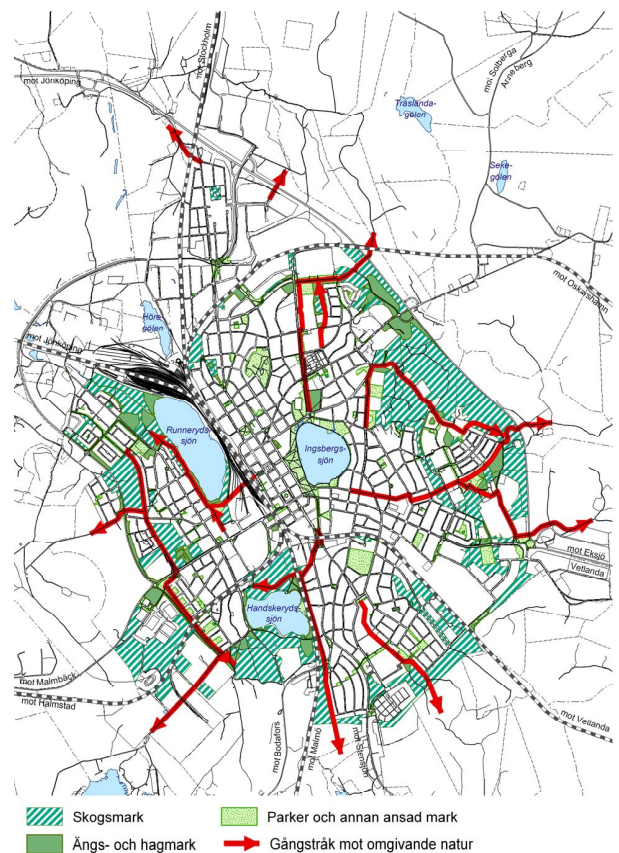 mot Stockholm
mot Jönköping
mot Solberga
Arneberg
Träslända-
gölen
Seke-
gölen
mot Oskarshamn
Höre-
gölen
mot Jönköping
Runneryds-
sjön
Ingsbergs-
sjön
mot Eksjö
Vetlanda
Handskeryds-
sjön
mot Malmbäck
mot Halmstad
mot Bodafors
mot Malmö
mot Vetlanda
Skogsmark
Parker och annan ansad mark
Ängs- och hagmark
Gångstråk mot omgivande natur